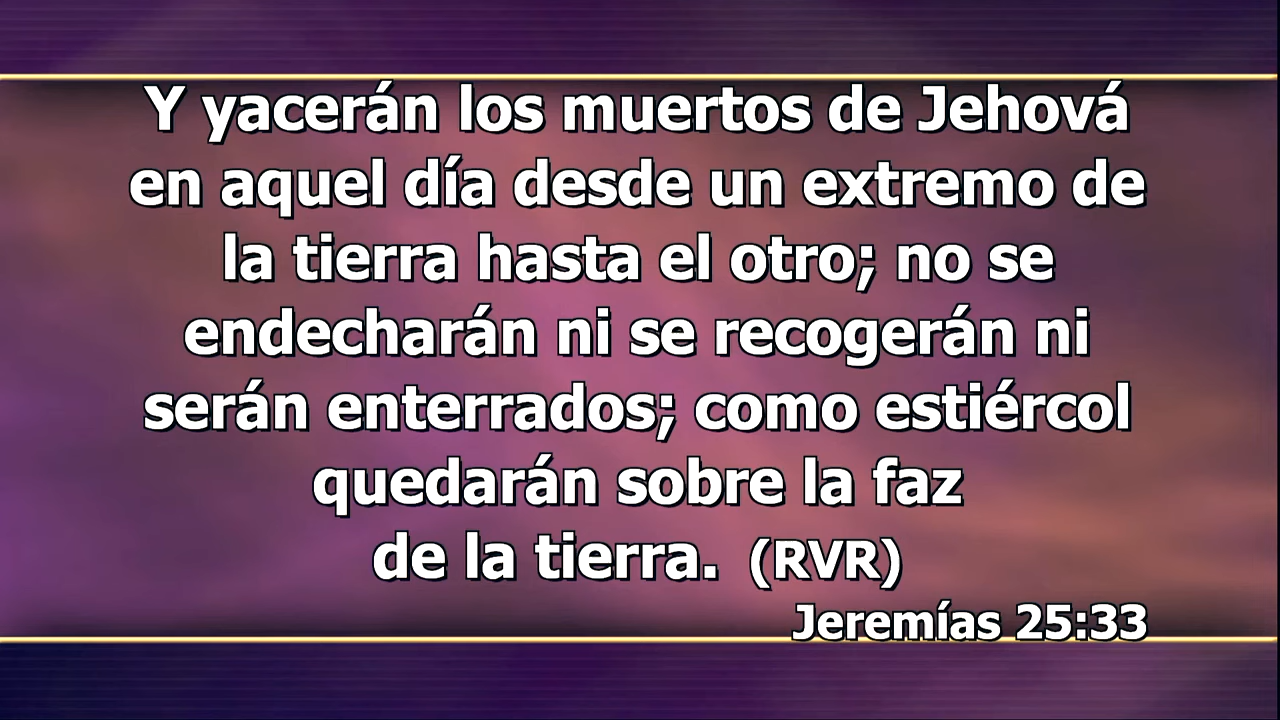 Y yacerán los muertos de Jehová
en aquel día desde un extremo de
la tierra hasta el otro; no se
endecharán ni se recogerán ni
serán enterrados; como estiércol
quedarán sobre la faz
de la tierra. (RVR)
Jeremías 25:33